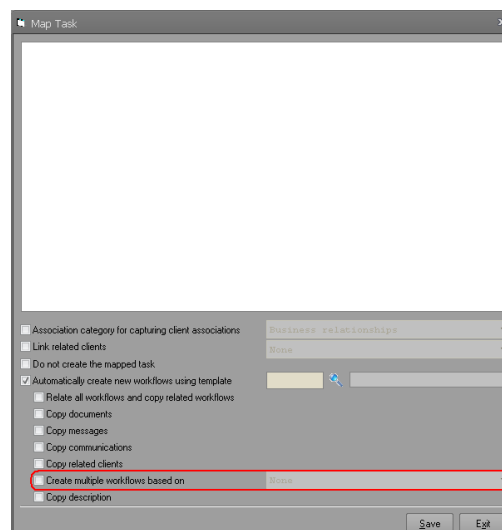 Map Task
Association category for capturing client associations
Business relationships
Link related clients
None
Do not create the mapped task
Automatically create new workflows using template
Relate all workflows and copy related workflows
Copy documents
Copy messages
Copy communications
Copy related clients
Create multiple workflows based on
None
Copy description
Save
Exit